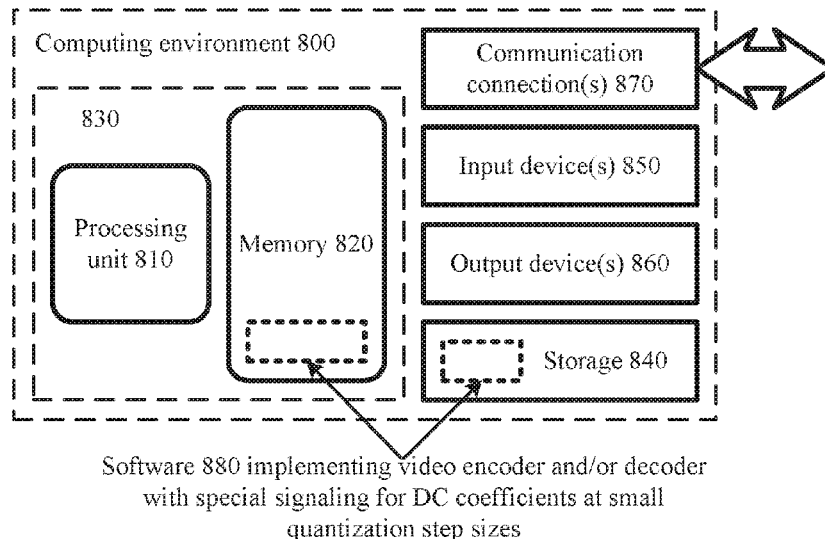 Computing environment 800
Communication
connection(s) 870
830
Processing
unit 810
Memory 820
Input device(s) 850
Output device(s) 860
Storage 840
Software 880 implementing video encoder and/or decoder
with special signaling for DC coefficients at small
quantization step sizes